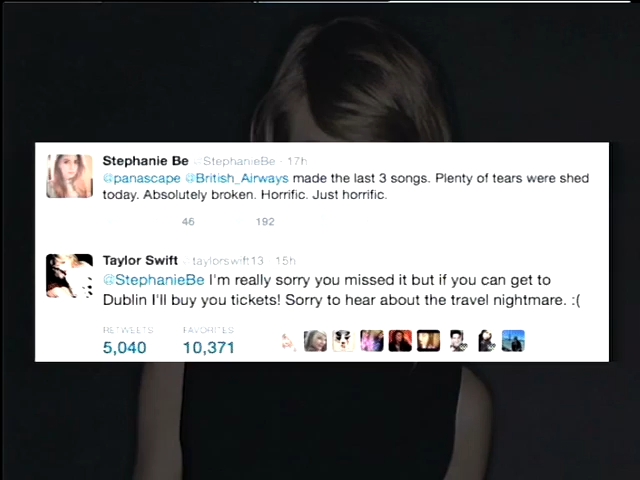 Stephanie Be @StephanieBe · 17h
@panascape @British_Airways made the last 3 songs. Plenty of tears were shed
today. Absolutely broken. Horrific. Just horrific.
46 192
Taylor Swift taylorswift13 · 15h
@StephanieBe I'm really sorry you missed it but if you can get to
Dublin I'll buy you tickets! Sorry to hear about the travel nightmare. :(
RETWEETS FAVORITES
5,040 10,371